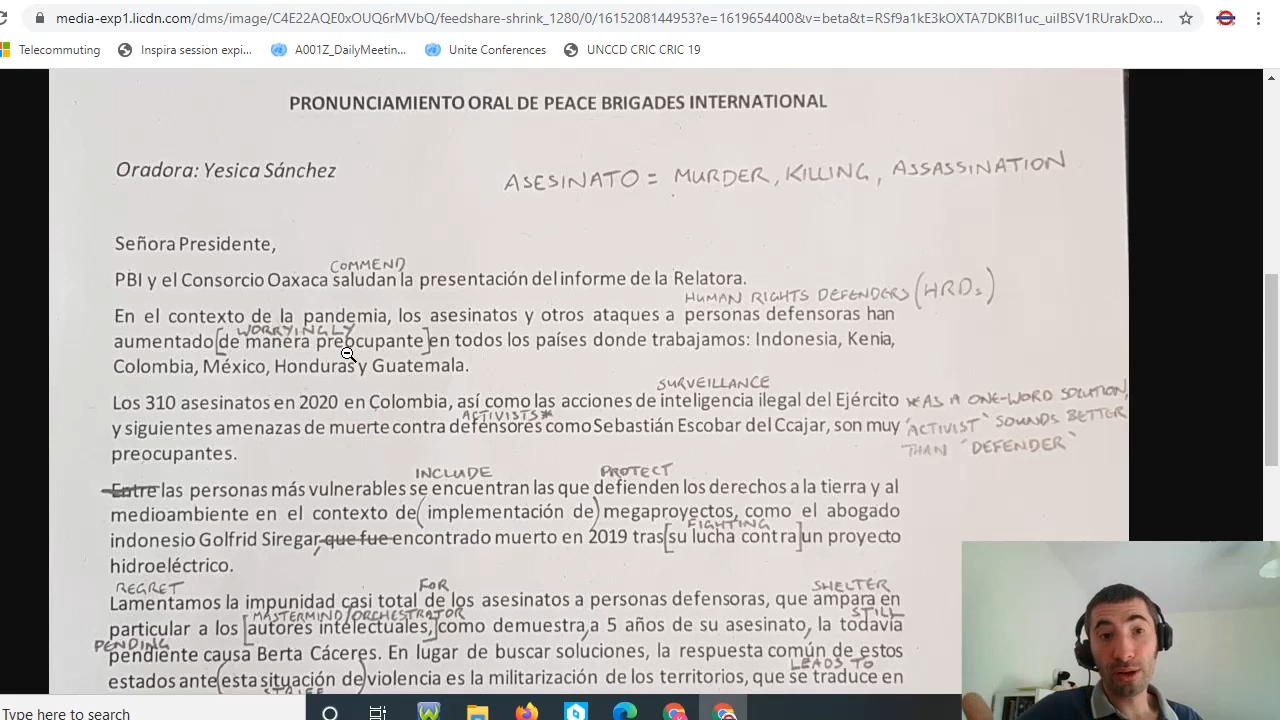 media-exp1.licdn.com/dms/image/C4E22AQE0xOUQ6rMVbQ/feedshare-shrink_1280/0/1615208144953?e=1619654400&v=beta&t=RSf9a1kE3kOXTA7DKBI1uc_uiIBSV1RUrakDxo...
Telecommuting Inspira session expi... A001Z_DailyMeetin... Unite Conferences UNCCD CRIC CRIC 19
PRONUNCIAMIENTO ORAL DE PEACE BRIGADES INTERNATIONAL
Oradora: Yesica Sánchez
ASESINATO = MURDER, KILLING, ASSASSINATION
Señora Presidente,
COMMEND
PBI y el Consorcio Oaxaca saludan la presentación del informe de la Relatora.
HUMAN RIGHTS DEFENDERS (HRDs)
En el contexto de la pandemia, los asesinatos y otros ataques a personas defensoras han
WORRYINGLY
aumentado [de manera preocupante] en todos los países donde trabajamos: Indonesia, Kenia,
Colombia, México, Honduras y Guatemala.
SURVEILLANCE
Los 310 asesinatos en 2020 en Colombia, así como las acciones de inteligencia ilegal del Ejército *AS A ONE-WORD SOLUTION,
ACTIVISTS*
y siguientes amenazas de muerte contra defensores como Sebastián Escobar del Ccajar, son muy "ACTIVIST" SOUNDS BETTER
preocupantes. THAN "DEFENDER"
INCLUDE PROTECT
Entre las personas más vulnerables se encuentran las que defienden los derechos a la tierra y al
medioambiente en el contexto de (implementación de) megaproyectos, como el abogado
FIGHTING
indonesio Golfrid Siregar, que fue encontrado muerto en 2019 tras [su lucha contra] un proyecto
hidroeléctrico.
REGRET FOR SHELTER
Lamentamos la impunidad casi total de los asesinatos a personas defensoras, que ampara en
MASTERMIND/ORCHESTRATOR STILL
particular a los [autores intelectuales,] como demuestra, a 5 años de su asesinato, la todavía
PENDING
pendiente causa Berta Cáceres. En lugar de buscar soluciones, la respuesta común de estos
LEADS TO
estados ante (esta situación de) violencia es la militarización de los territorios, que se traduce en
STRIFE
Type here to search